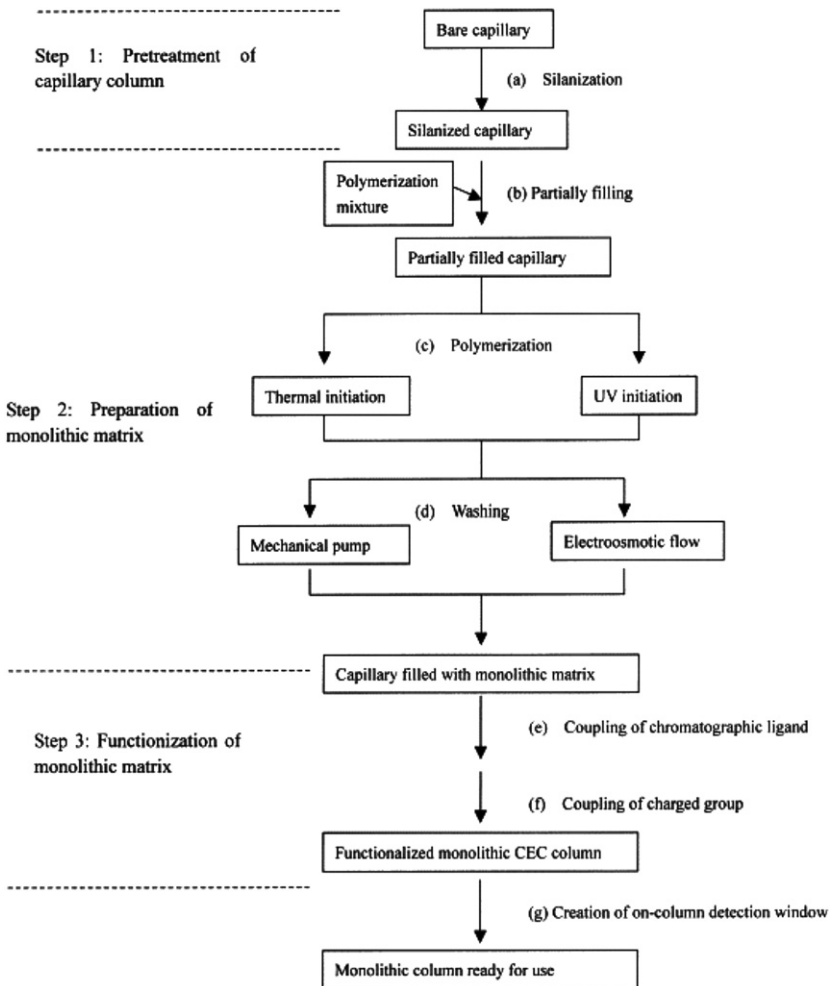 Bare capillary
Step 1: Pretreatment of
capillary column
(a) Silanization
Silanized capillary
Polymerization
mixture
(b) Partially filling
Partially filled capillary
(c) Polymerization
Thermal initiation
UV initiation
Step 2: Preparation of
monolithic matrix
(d) Washing
Mechanical pump
Electroosmotic flow
Capillary filled with monolithic matrix
(e) Coupling of chromatographic ligand
Step 3: Functionization of
monolithic matrix
(f) Coupling of charged group
Functionalized monolithic CEC column
(g) Creation of on-column detection window
Monolithic column ready for use